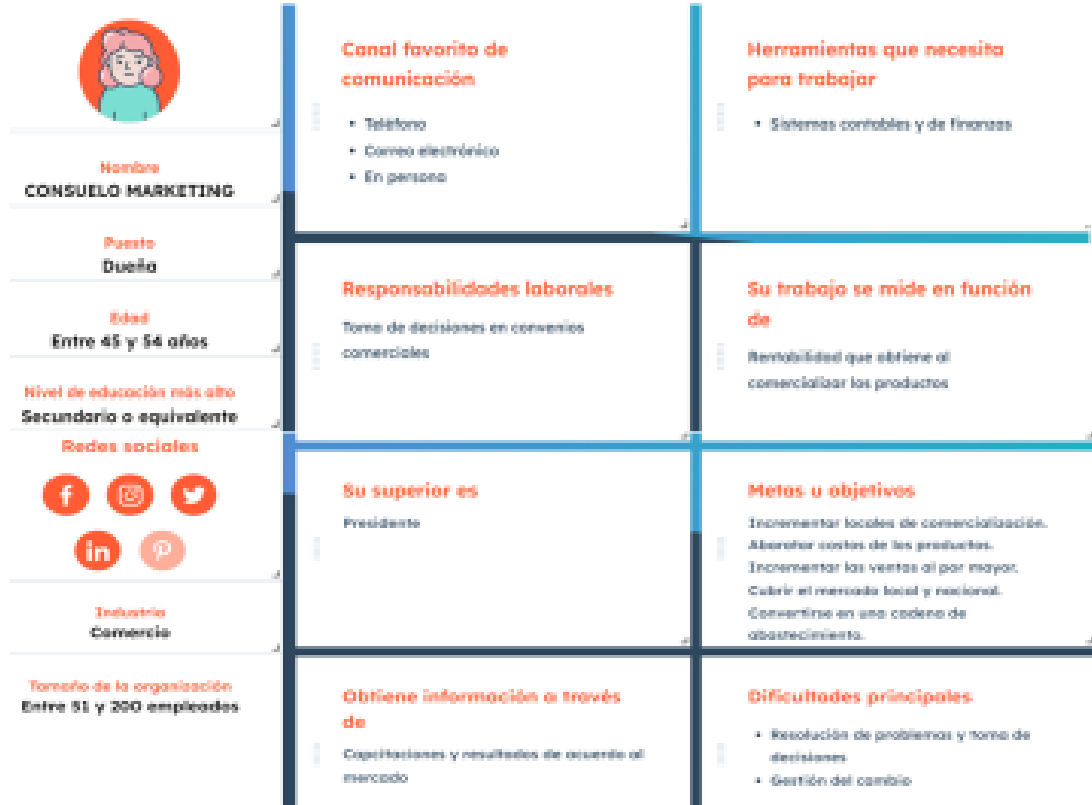 Nombre
CONSUELO MARKETING
Puesto
Dueña
Edad
Entre 45 y 54 años
Nivel de educación más alto
Secundaria o equivalente
Redes sociales
f
in
Industria
Comercio
Tamaño de la organización
Entre 51 y 200 empleados
Canal favorito de
comunicación
• Teléfono
• Correo electrónico
• En persona
Herramientas que necesita
para trabajar
• Sistemas contables y de finanzas
Responsabilidades laborales
Toma de decisiones en convenios
comerciales
Su trabajo se mide en función
de
Rentabilidad que obtiene al
comercializar los productos
Su superior es
Presidente
Metas u objetivos
Incrementar locales de comercialización.
Abaratar costos de los productos.
Incrementar las ventas al por mayor.
Cubrir el mercado local y nacional.
Convertirse en una cadena de
abastecimiento.
Obtiene información a través
de
Capacitaciones y resultados de acuerdo al
mercado
Dificultades principales
• Resolución de problemas y toma de
decisiones
• Gestión del cambio